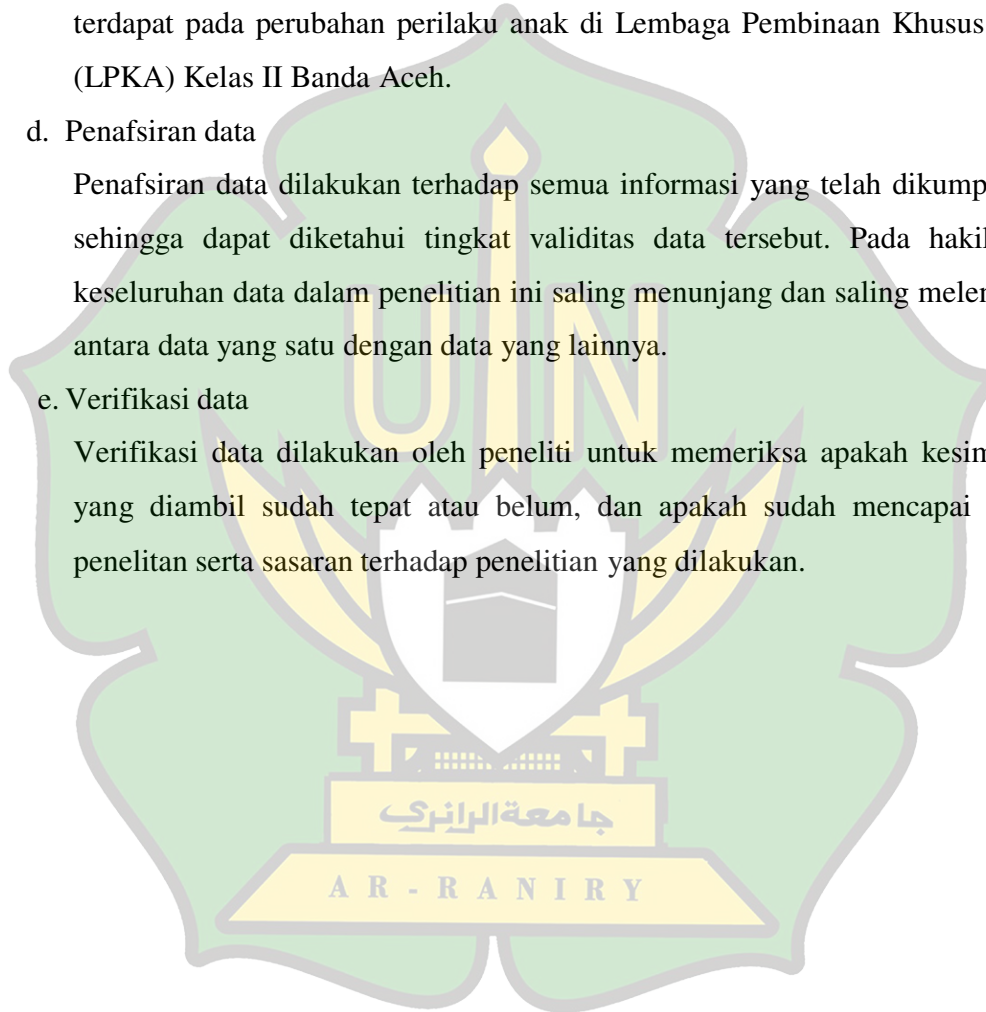 terdapat pada perubahan perilaku anak di Lembaga Pembinaan Khusus
(LPKA) Kelas II Banda Aceh.
d. Penafsiran data
Penafsiran data dilakukan terhadap semua informasi yang telah dikump
sehingga dapat diketahui tingkat validitas data tersebut. Pada haki
keseluruhan data dalam penelitian ini saling menunjang dan saling meler
antara data yang satu dengan data yang lainnya.
e. Verifikasi data
Verifikasi data dilakukan oleh peneliti untuk memeriksa apakah kesim
yang diambil sudah tepat atau belum, dan apakah sudah mencapai
penelitan serta sasaran terhadap penelitian yang dilakukan.
UIN
جامعة الرانري
AR-RANIRY